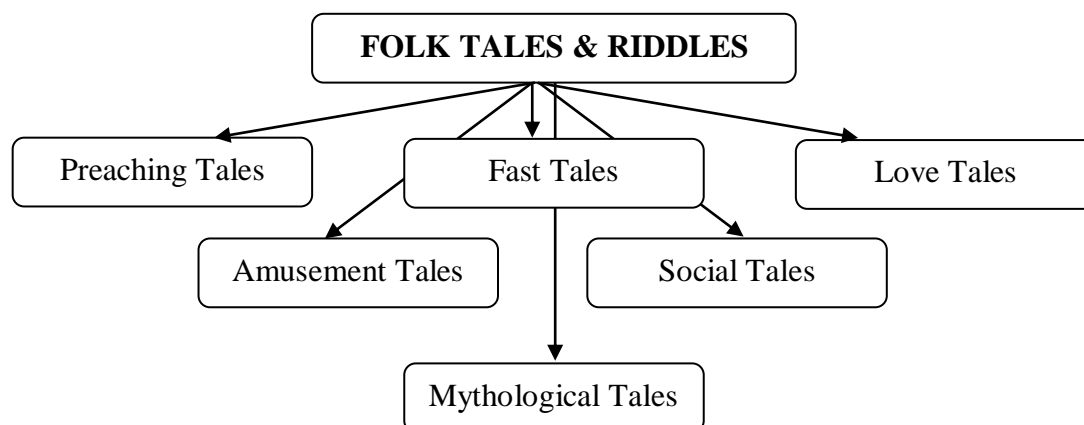 FOLK TALES & RIDDLES
Preaching Tales
Fast Tales
Love Tales
Amusement Tales
Social Tales
Mythological Tales